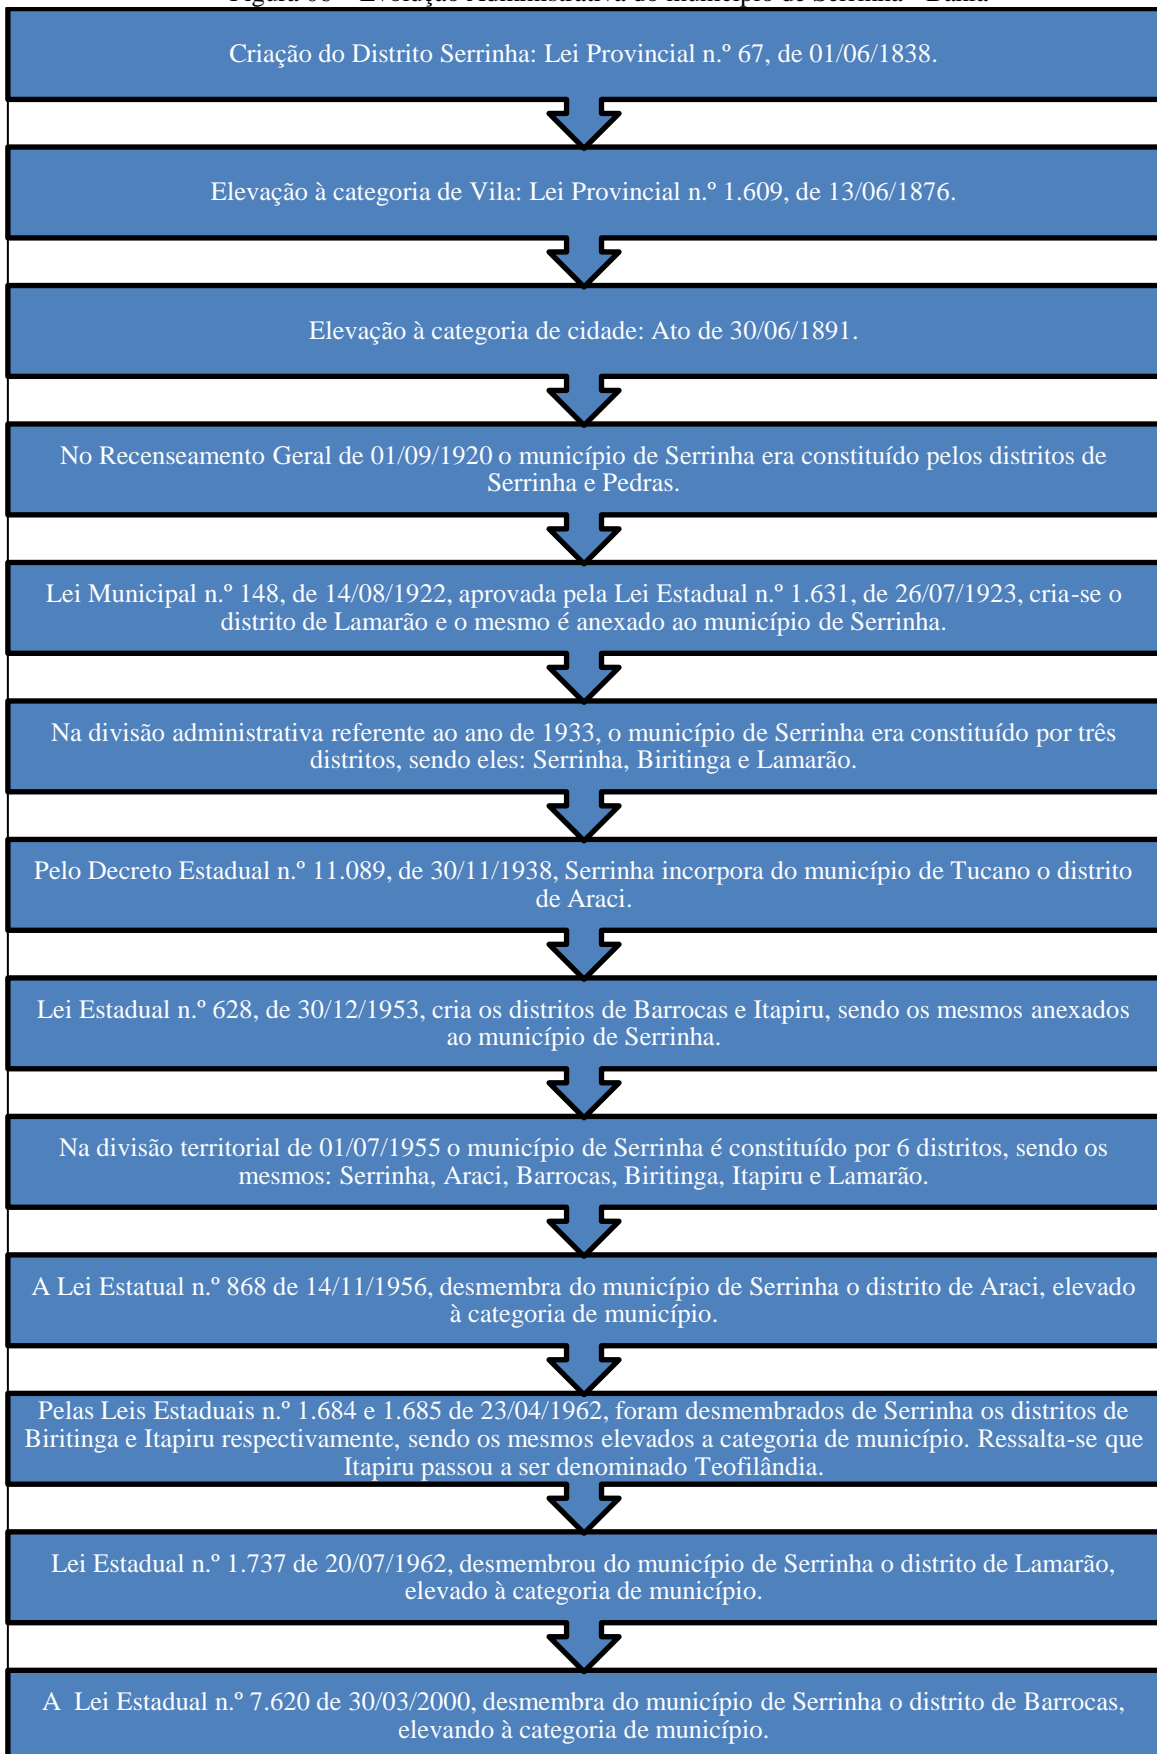 Figura 08 – Evolução Administrativa do município de Serrinha - Bahia
Criação do Distrito Serrinha: Lei Provincial n.º 67, de 01/06/1838.
Elevação à categoria de Vila: Lei Provincial n.º 1.609, de 13/06/1876.
Elevação à categoria de cidade: Ato de 30/06/1891.
No Recenseamento Geral de 01/09/1920 o município de Serrinha era constituído pelos distritos de
Serrinha e Pedras.
Lei Municipal n.º 148, de 14/08/1922, aprovada pela Lei Estadual n.º 1.631, de 26/07/1923, cria-se o
distrito de Lamarão e o mesmo é anexado ao município de Serrinha.
Na divisão administrativa referente ao ano de 1933, o município de Serrinha era constituído por três
distritos, sendo eles: Serrinha, Biritinga e Lamarão.
Pelo Decreto Estadual n.º 11.089, de 30/11/1938, Serrinha incorpora do município de Tucano o distrito
de Araci.
Lei Estadual n.º 628, de 30/12/1953, cria os distritos de Barrocas e Itapiru, sendo os mesmos anexados
ao município de Serrinha.
Na divisão territorial de 01/07/1955 o município de Serrinha é constituído por 6 distritos, sendo os
mesmos: Serrinha, Araci, Barrocas, Biritinga, Itapiru e Lamarão.
A Lei Estatual n.º 868 de 14/11/1956, desmembra do município de Serrinha o distrito de Araci, elevado
à categoria de município.
Pelas Leis Estaduais n.º 1.684 e 1.685 de 23/04/1962, foram desmembrados de Serrinha os distritos de
Biritinga e Itapiru respectivamente, sendo os mesmos elevados a categoria de município. Ressalta-se que
Itapiru passou a ser denominado Teofilândia.
Lei Estadual n.º 1.737 de 20/07/1962, desmembrou do município de Serrinha o distrito de Lamarão,
elevado à categoria de município.
A Lei Estadual n.º 7.620 de 30/03/2000, desmembra do município de Serrinha o distrito de Barrocas,
elevando à categoria de município.